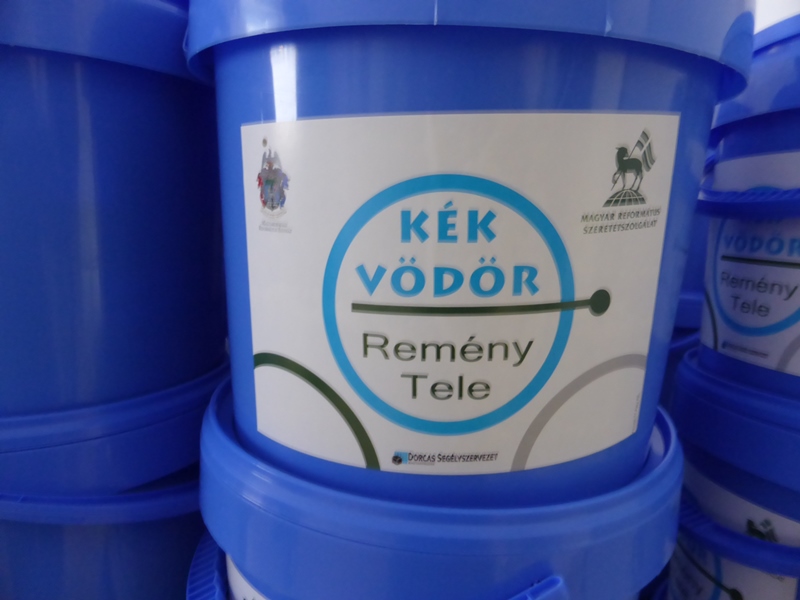 MAGYAR REFORMÁTUS
SZERETETSZOLGÁLAT
KÉK
VÖDÖR
Remény
Tele
DORCAS SEGÉLYSZERVEZET
VÖDÖR
Remény
Tele